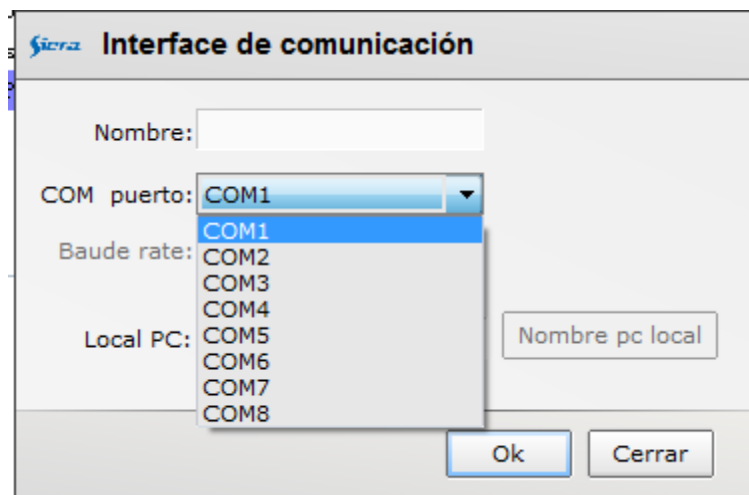 Siera Interface de comunicación
Nombre:
COM puerto: COM1
COM1
Baude rate:
COM2
COM3
COM4
Local PC:
COM5
Nombre pc local
COM6
COM7
COM8
Ok
Cerrar